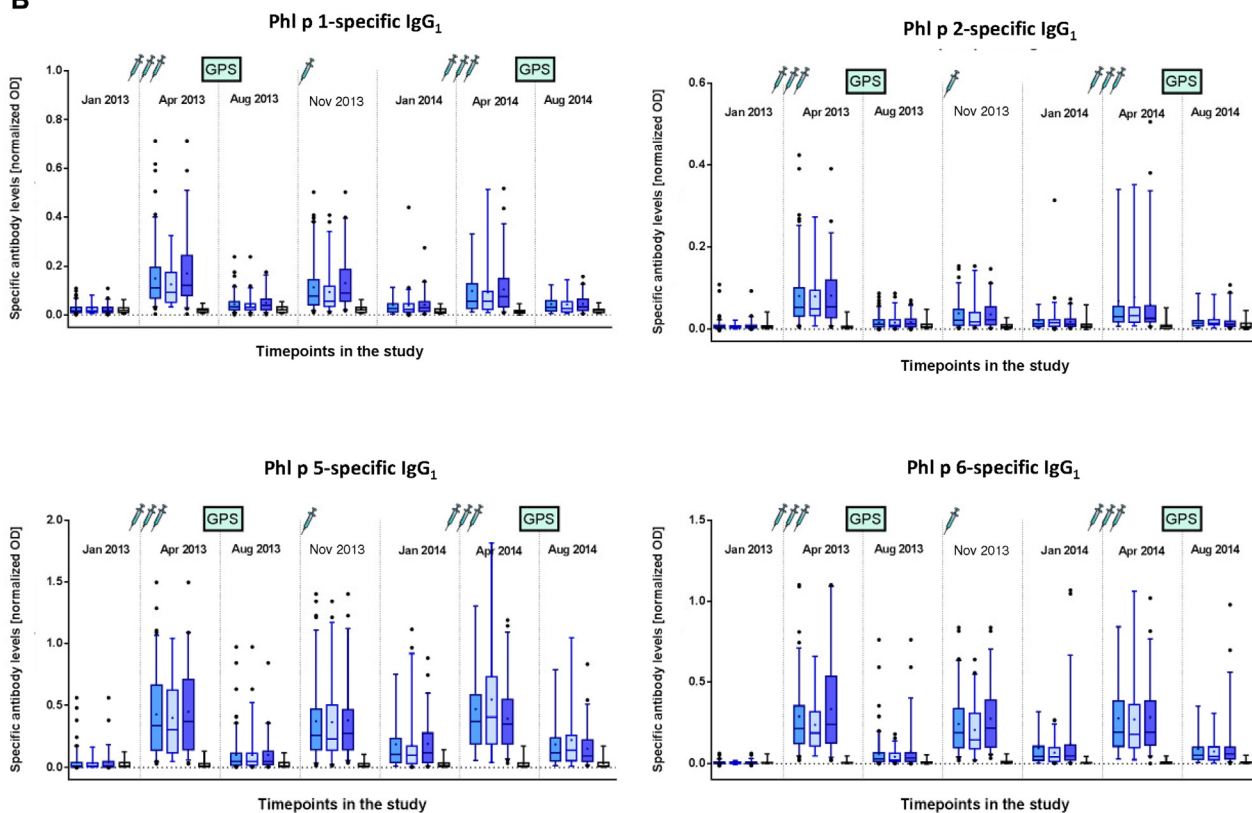 B
Phl p 1-specific IgG1
GPS
GPS
Jan 2013
Apr 2013
Aug 2013
Nov 2013
Jan 2014
Apr 2014
Aug 2014
Specific antibody levels [normalized OD]
1.0
0.8
0.6
0.4
0.2
0.0
Timepoints in the study
Phl p 2-specific IgG1
GPS
GPS
Jan 2013
Apr 2013
Aug 2013
Nov 2013
Jan 2014
Apr 2014
Aug 2014
Specific antibody levels [normalized OD]
0.6
0.4
0.2
0.0
Timepoints in the study
Phl p 5-specific IgG1
GPS
GPS
Jan 2013
Apr 2013
Aug 2013
Nov 2013
Jan 2014
Apr 2014
Aug 2014
Specific antibody levels [normalized OD]
2.0
1.5
1.0
0.5
0.0
Timepoints in the study
Phl p 6-specific IgG1
GPS
GPS
Jan 2013
Apr 2013
Aug 2013
Nov 2013
Jan 2014
Apr 2014
Aug 2014
Specific antibody levels [normalized OD]
1.5
1.0
0.5
0.0
Timepoints in the study